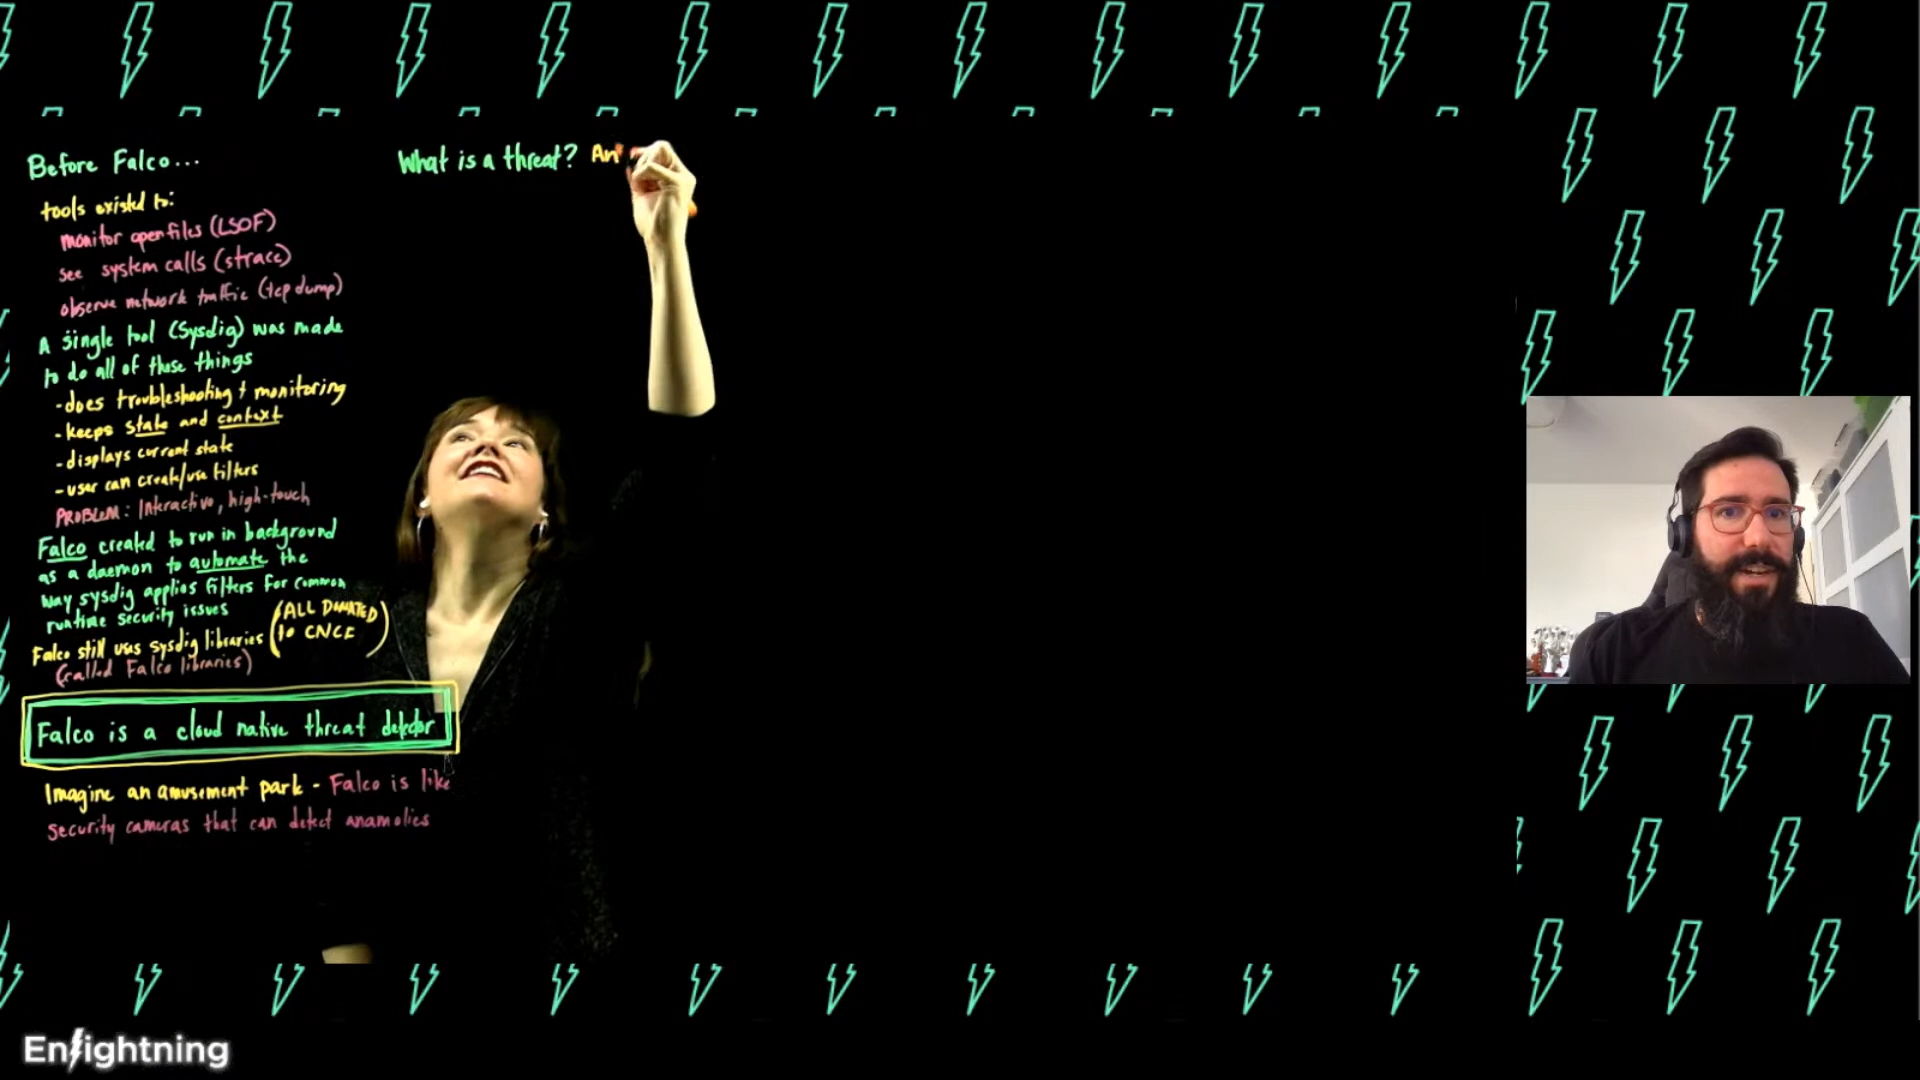 Before Falco...
tools existed to:
monitor open files (LSOF)
see system calls (strace)
observe network traffic (tcp dump)
A single tool (Sysdig) was made
to do all of these things
-does troubleshooting + monitoring
-keeps state and context
-displays current state
-user can create/use filters
PROBLEM: Interactive, high-touch
Falco created to run in background
as a daemon to automate the
way sysdig applies filters for common
runtime security issues
(ALL DONATED
to CNCF)
Falco still uses sysdig libraries
(called Falco libraries)
Falco is a cloud native threat detector
Imagine an amusement park - Falco is like
security cameras that can detect anamolies
What is a threat? An
Enlightning